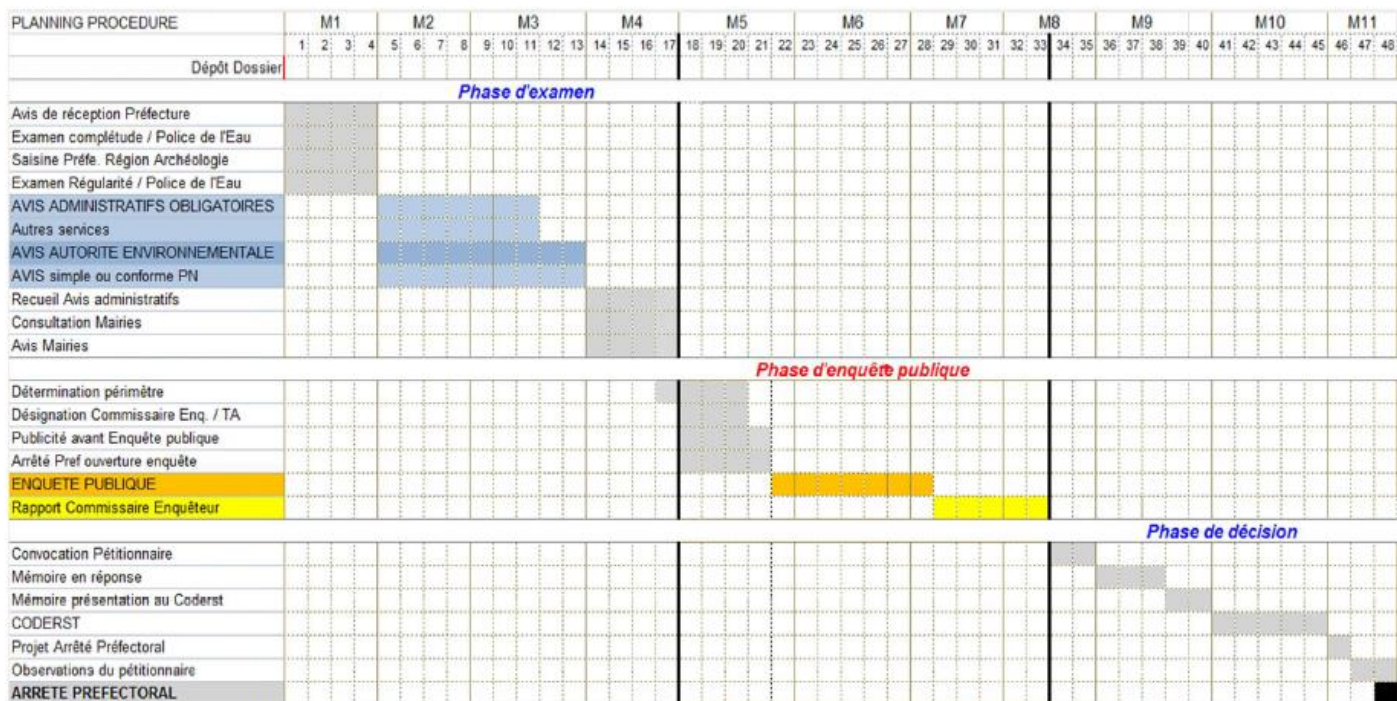 PLANNING PROCEDURE M1 M2 M3 M4 M5 M6 M7 M8 M9 M10 M11
1 2 3 4 5 6 7 8 9 10 11 12 13 14 15 16 17 18 19 20 21 22 23 24 25 26 27 28 29 30 31 32 33 34 35 36 37 38 39 40 41 42 43 44 45 46 47 48
Dépôt Dossier
Phase d'examen
Avis de réception Préfecture
Examen complétude / Police de l'Eau
Saisine Préfe. Région Archéologie
Examen Régularité / Police de l'Eau
AVIS ADMINISTRATIFS OBLIGATOIRES
Autres services
AVIS AUTORITE ENVIRONNEMENTALE
AVIS simple ou conforme PN
Recueil Avis administratifs
Consultation Mairies
Avis Mairies
Phase d'enquête publique
Détermination périmètre
Désignation Commissaire Enq. / TA
Publicité avant Enquête publique
Arrêté Pref ouverture enquête
ENQUETE PUBLIQUE
Rapport Commissaire Enquêteur
Phase de décision
Convocation Pétitionnaire
Mémoire en réponse
Mémoire présentation au Coderst
CODERST
Projet Arrêté Préfectoral
Observations du pétitionnaire
ARRETE PREFECTORAL